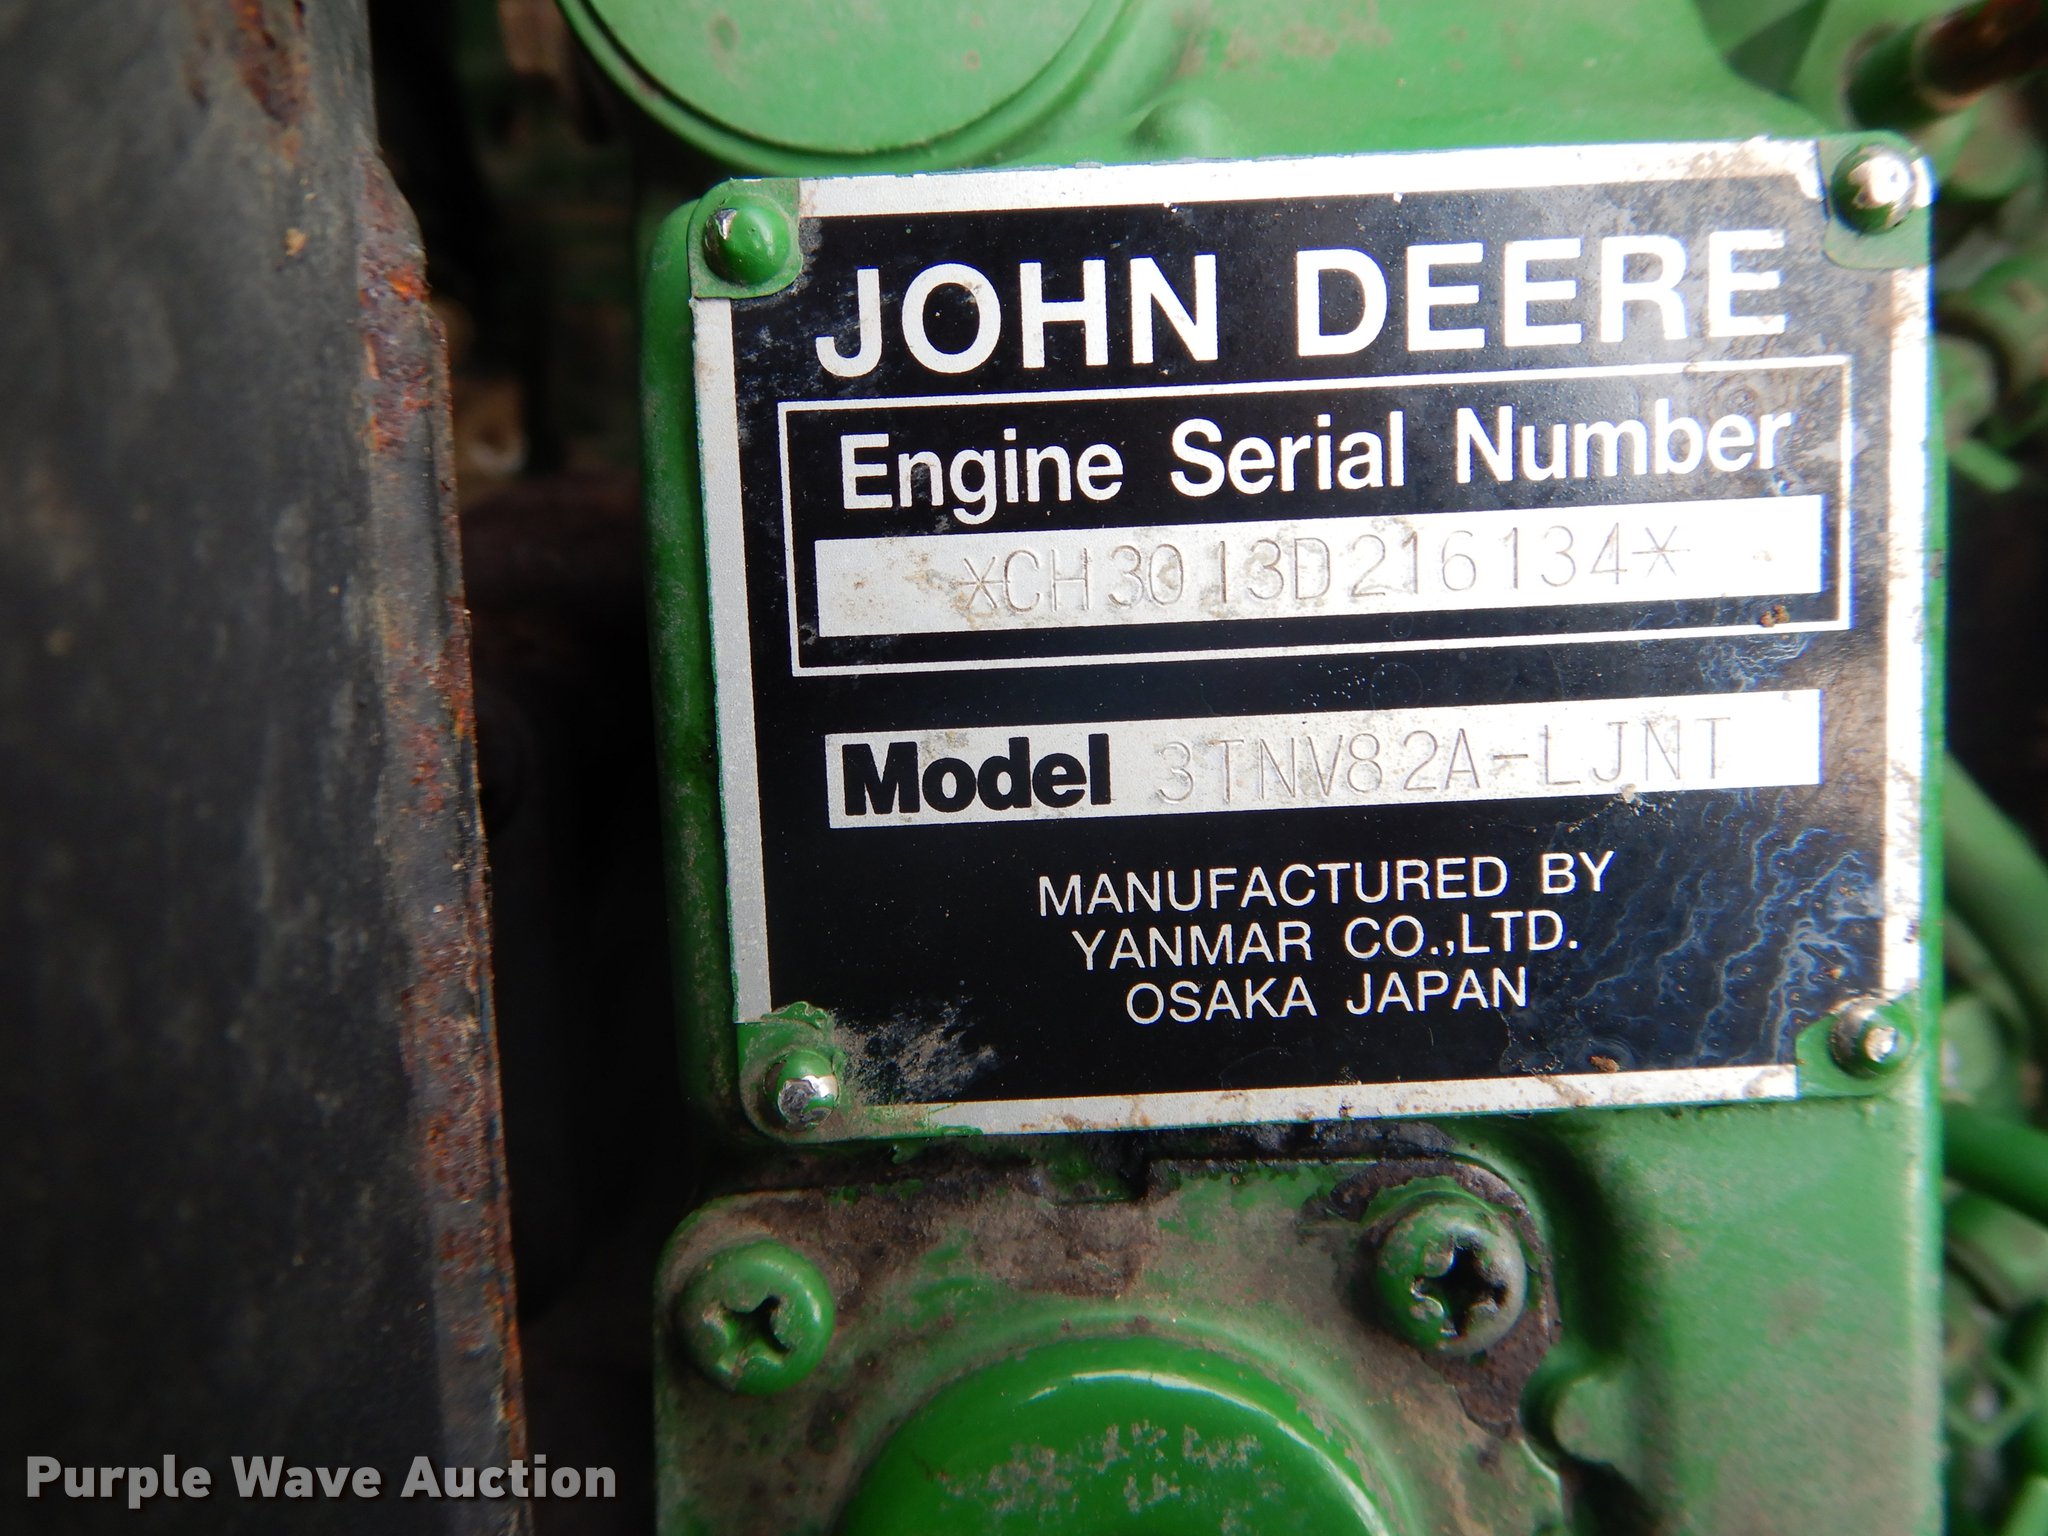 JOHN DEERE
Engine Serial Number
*CH3013D216134*
Model 3TNV82A-LJNT
MANUFACTURED BY
YANMAR CO.,LTD.
OSAKA JAPAN
Purple Wave Auction